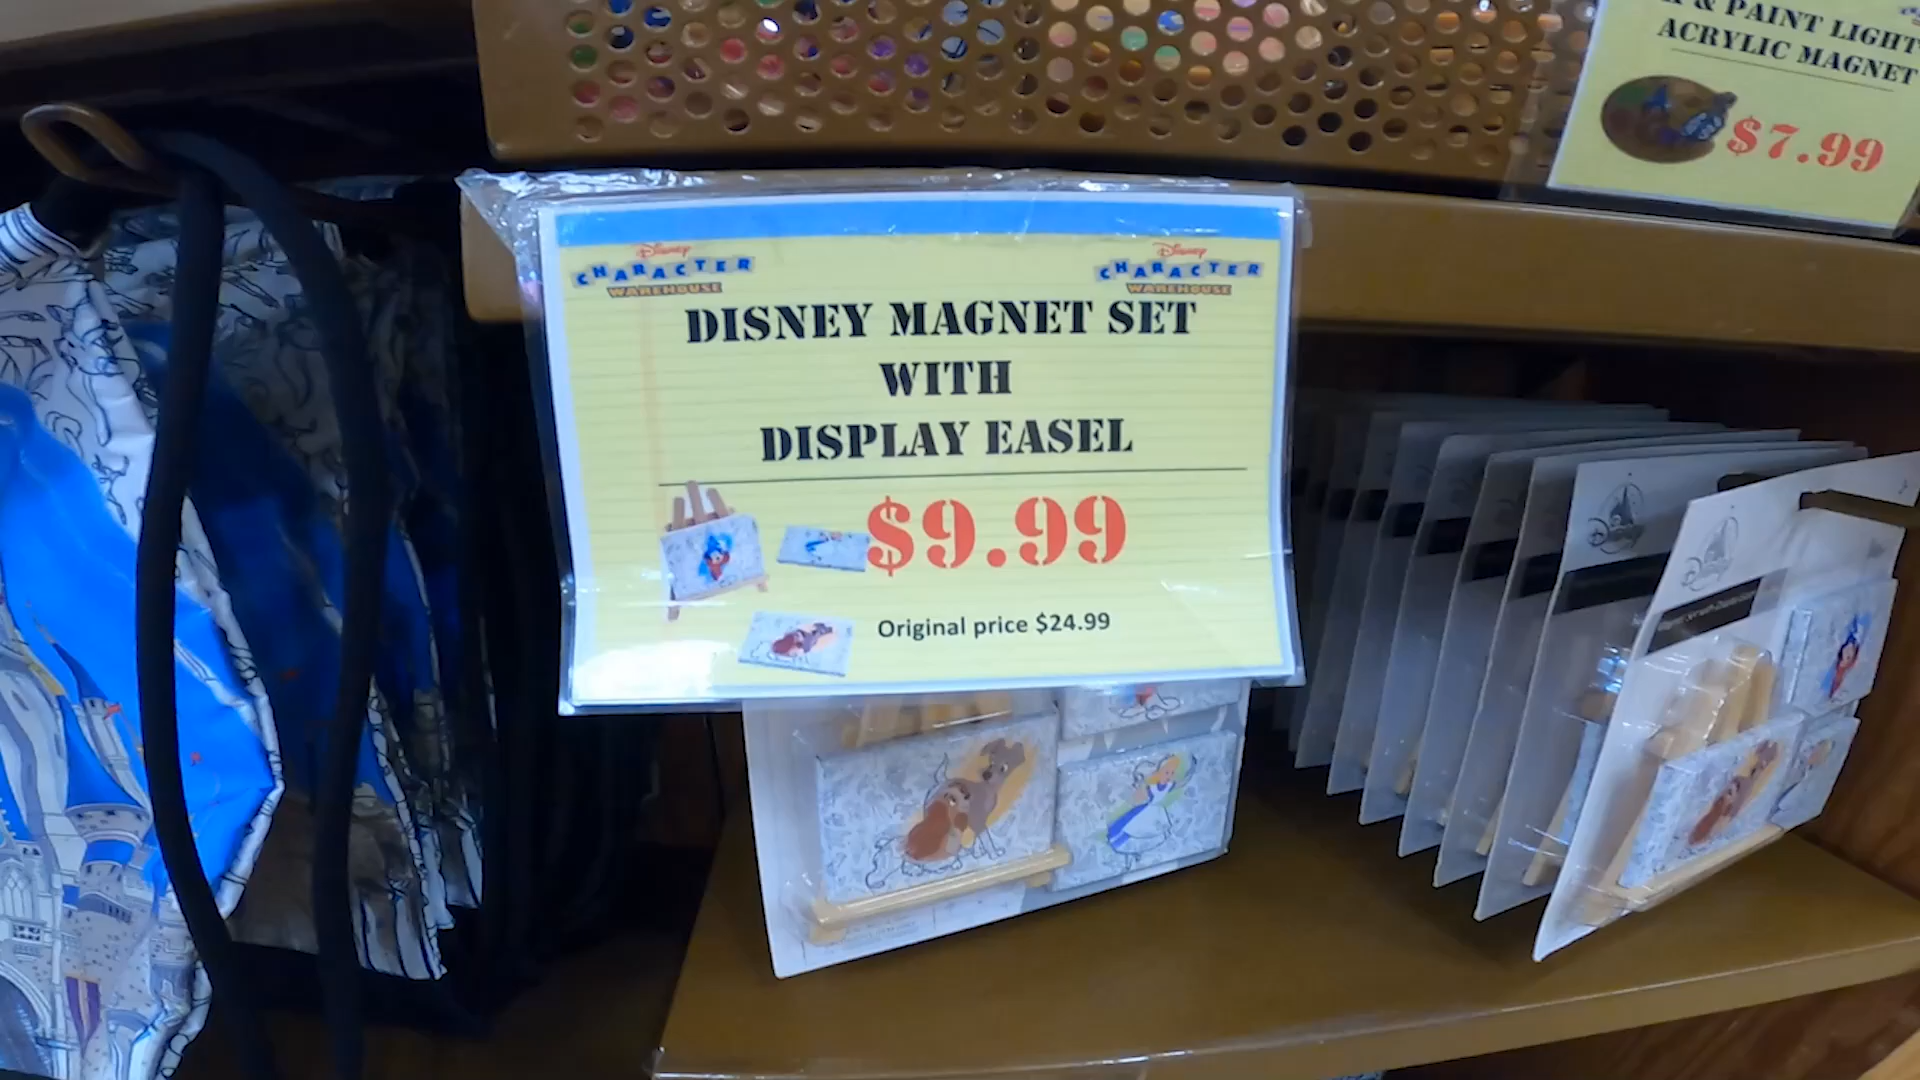 & PAINT LIGHT
ACRYLIC MAGNET
$7.99
Disney
CHARACTER
WAREHOUSE
Disney
CHARACTER
WAREHOUSE
DISNEY MAGNET SET
WITH
DISPLAY EASEL
$9.99
Original price $24.99